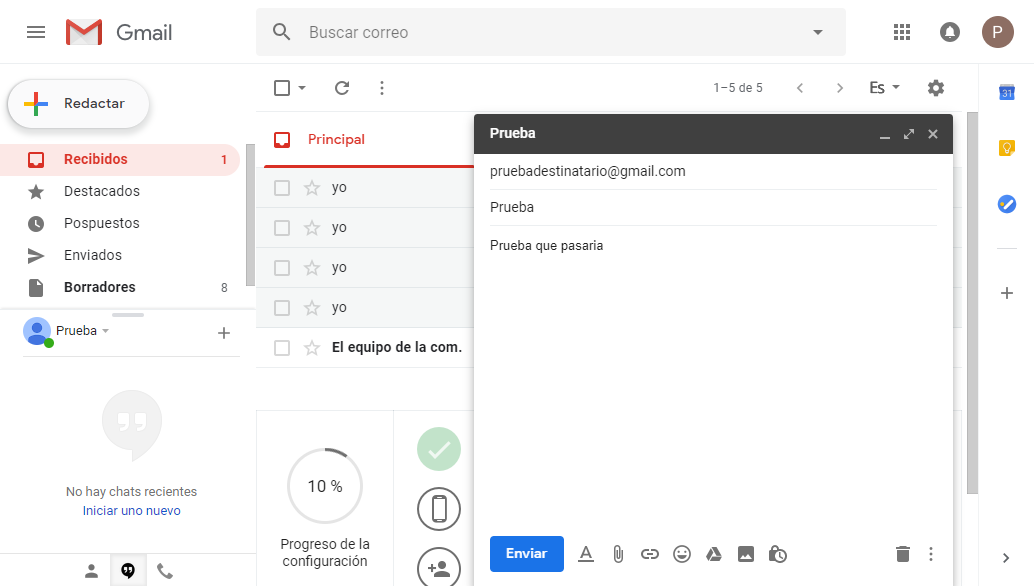 Gmail
Buscar correo
P
Redactar
1–5 de 5
Es
31
Recibidos 1
Destacados
Pospuestos
Enviados
Borradores 8
Principal
yo
yo
yo
yo
El equipo de la com.
Prueba
pruebadestinatario@gmail.com
Prueba
Prueba que pasaria
Enviar
Prueba
No hay chats recientes
Iniciar uno nuevo
10 %
Progreso de la
configuración